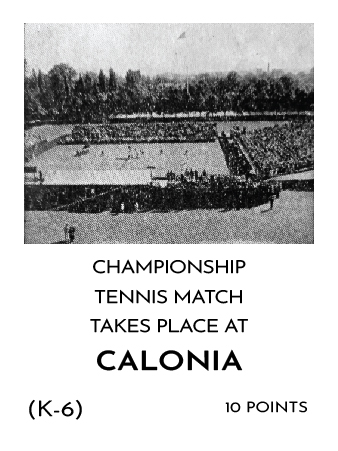 CHAMPIONSHIP
TENNIS MATCH
TAKES PLACE AT
CALONIA
(K-6)
10 POINTS